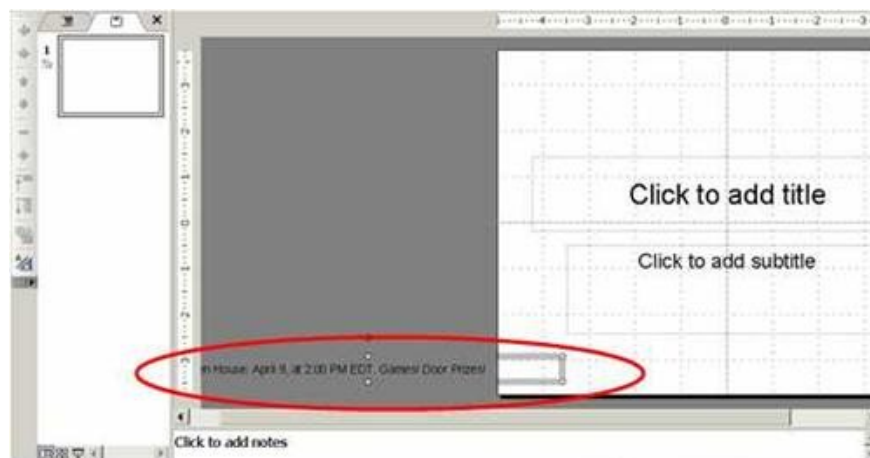 1
Click to add title
Click to add subtitle
n House: April 9, at 2:00 PM EDT. Games! Door Prizes!
Click to add notes